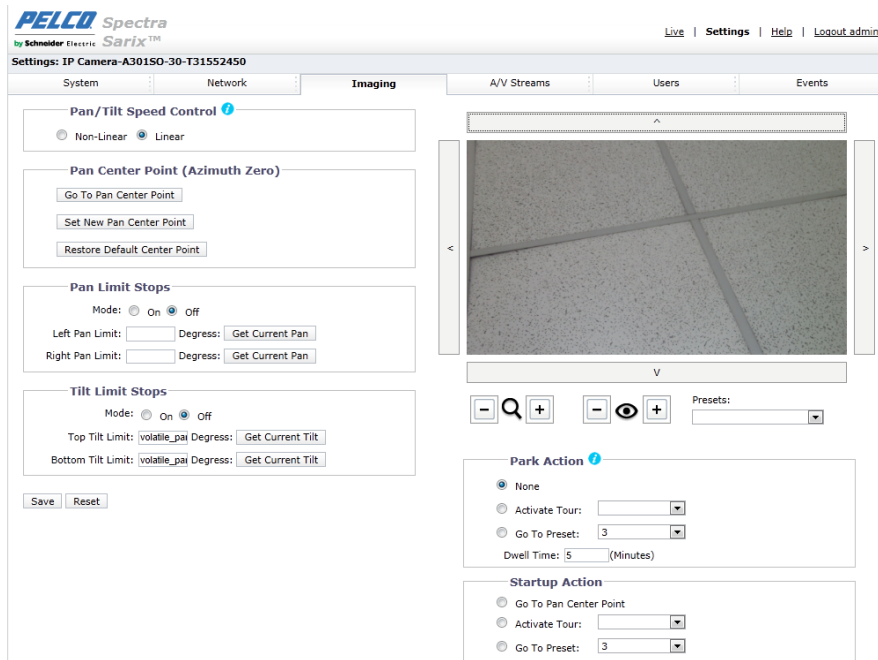 PELCO Spectra
by Schneider Electric Sarix™
Live | Settings | Help | Logout admin
Settings: IP Camera-A301SO-30-T31552450
System Network Imaging A/V Streams Users Events
Pan/Tilt Speed Control i
Non-Linear Linear
Pan Center Point (Azimuth Zero)
Go To Pan Center Point
Set New Pan Center Point
Restore Default Center Point
Pan Limit Stops
Mode: On Off
Left Pan Limit: Degress: Get Current Pan
Right Pan Limit: Degress: Get Current Pan
Tilt Limit Stops
Mode: On Off
Top Tilt Limit: volatile_pa Degress: Get Current Tilt
Bottom Tilt Limit: volatile_pa Degress: Get Current Tilt
Save Reset
^
<
>
V
- + - +
Presets:
Park Action i
None
Activate Tour:
Go To Preset: 3
Dwell Time: 5 (Minutes)
Startup Action
Go To Pan Center Point
Activate Tour:
Go To Preset: 3